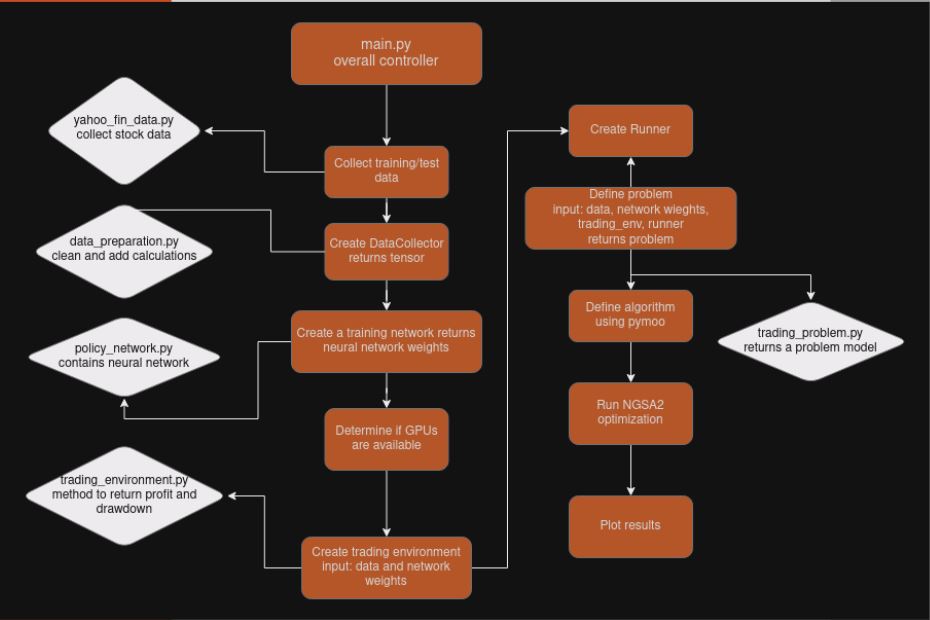 main.py
overall controller
yahoo_fin_data.py
collect stock data
Collect training/test
data
data_preparation.py
clean and add calculations
Create DataCollector
returns tensor
policy_network.py
contains neural network
Create a training network returns
neural network weights
Determine if GPUs
are available
trading_environment.py
method to return profit and
drawdown
Create trading environment
input: data and network
weights
Create Runner
Define problem
input: data, network wieghts,
trading_env, runner
returns problem
Define algorithm
using pymoo
trading_problem.py
returns a problem model
Run NGSA2
optimization
Plot results